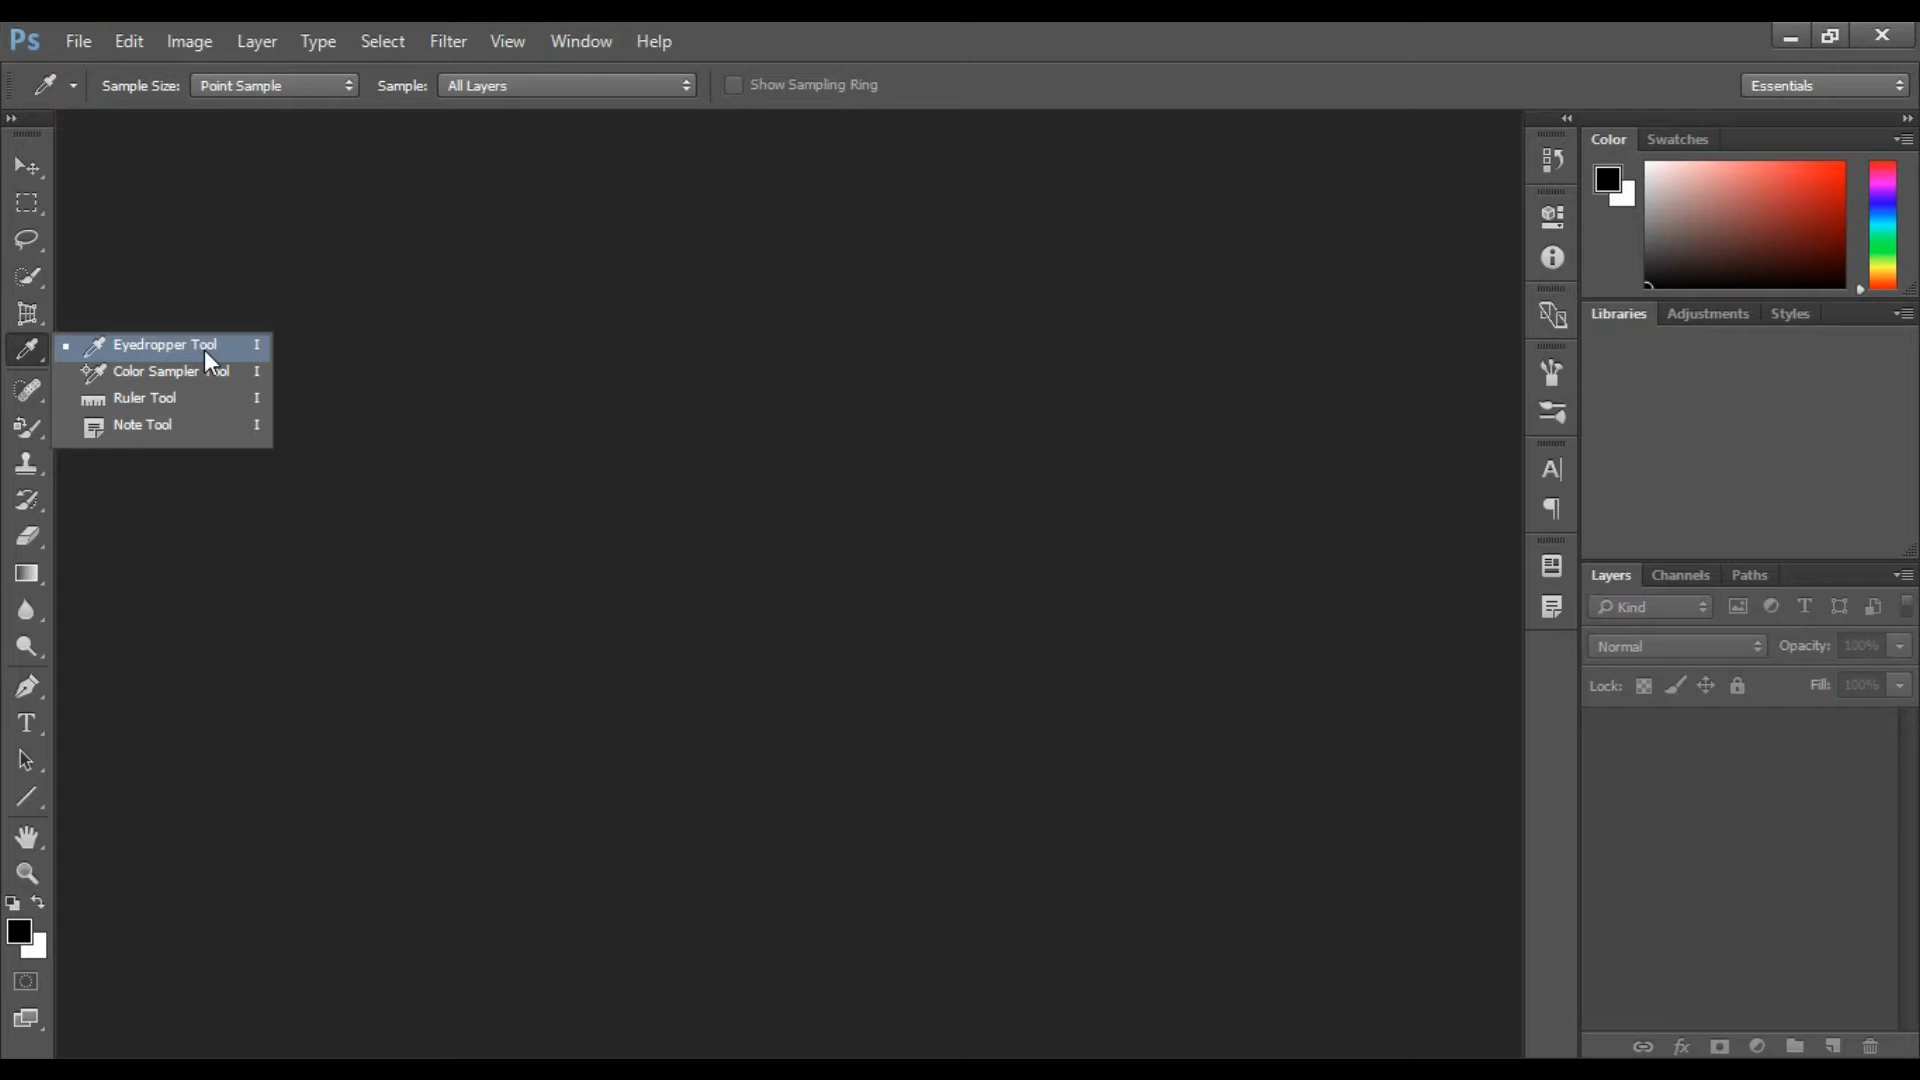 Ps File Edit Image Layer Type Select Filter View Window Help
Sample Size: Point Sample Sample: All Layers Show Sampling Ring Essentials
Color Swatches
Libraries Adjustments Styles
Eyedropper Tool I
Color Sampler I
Ruler Tool I
Note Tool I
Layers Channels Paths
Kind
Normal Opacity: 100%
Lock: Fill: 100%